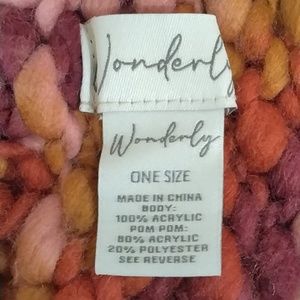 Wonderly
Wonderly
ONE SIZE
MADE IN CHINA
BODY:
100% ACRYLIC
POM POM:
80% ACRYLIC
20% POLYESTER
SEE REVERSE